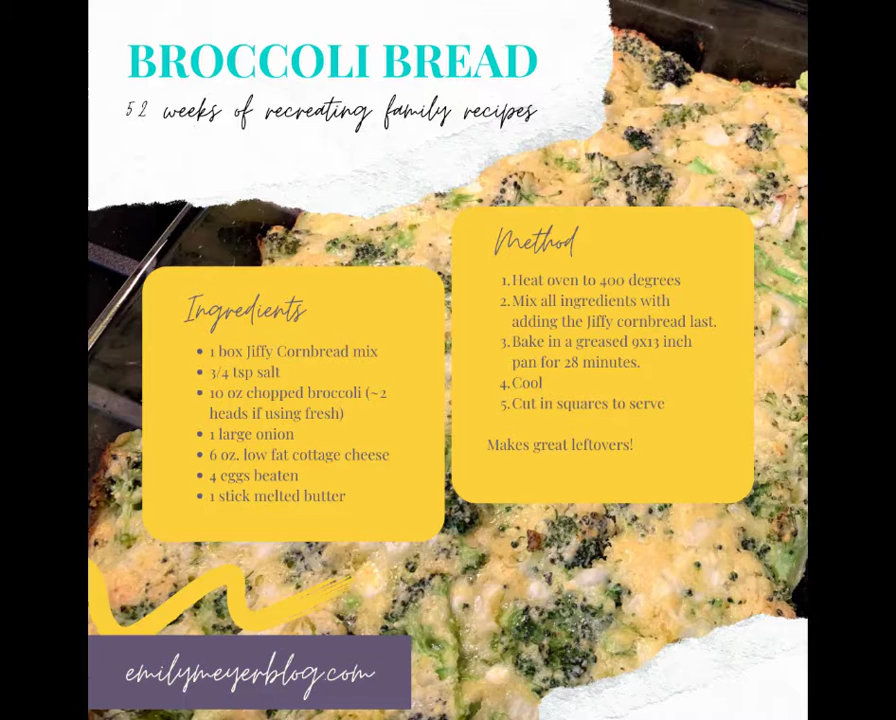 BROCCOLI BREAD
52 weeks of recreating family recipes
Ingredients
• 1 box Jiffy Cornbread mix
• 3/4 tsp salt
• 10 oz chopped broccoli (~2
heads if using fresh)
• 1 large onion
• 6 oz. low fat cottage cheese
• 4 eggs beaten
• 1 stick melted butter
Method
1. Heat oven to 400 degrees
2. Mix all ingredients with
adding the Jiffy cornbread last.
3. Bake in a greased 9x13 inch
pan for 28 minutes.
4. Cool
5. Cut in squares to serve
Makes great leftovers!
emilymeyerblog.com